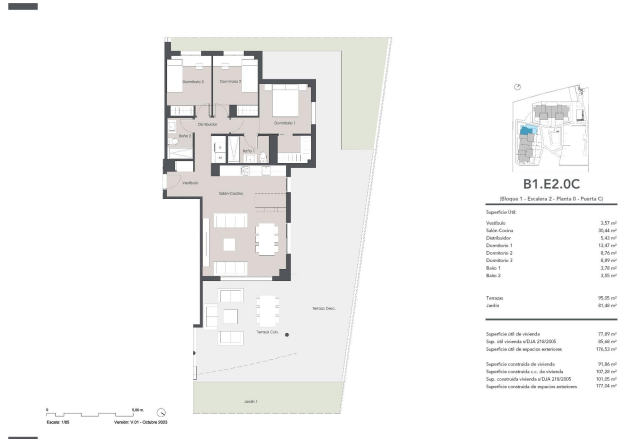 Dormitorio 3
Dormitorio 2
Dormitorio 1
Distribuidor
Baño 2
Baño 1
Vestíbulo
Salón-Cocina
Terraza Desc.
Terraza Cub.
Jardín 1
0
5,00 m.
Escala: 1/85
Versión: V.01 - Octubre 2023
B1.E2.0C
(Bloque 1 - Escalera 2 - Planta 0 - Puerta C)
Superficie Útil:
Vestíbulo 3,57 m²
Salón-Cocina 30,44 m²
Distribuidor 5,43 m²
Dormitorio 1 13,47 m²
Dormitorio 2 8,76 m²
Dormitorio 3 8,89 m²
Baño 1 3,78 m²
Baño 2 3,55 m²
Terrazas 95,05 m²
Jardín 81,48 m²
Superficie útil de vivienda 77,89 m²
Sup. útil vivienda s/DJA 218/2005 85,68 m²
Superficie útil de espacios exteriores 176,53 m²
Superficie construida de vivienda 91,86 m²
Superficie construida c.c. de vivienda 107,28 m²
Sup. construida vivienda s/DJA 218/2005 101,05 m²
Superficie construida de espacios exteriores 177,04 m²